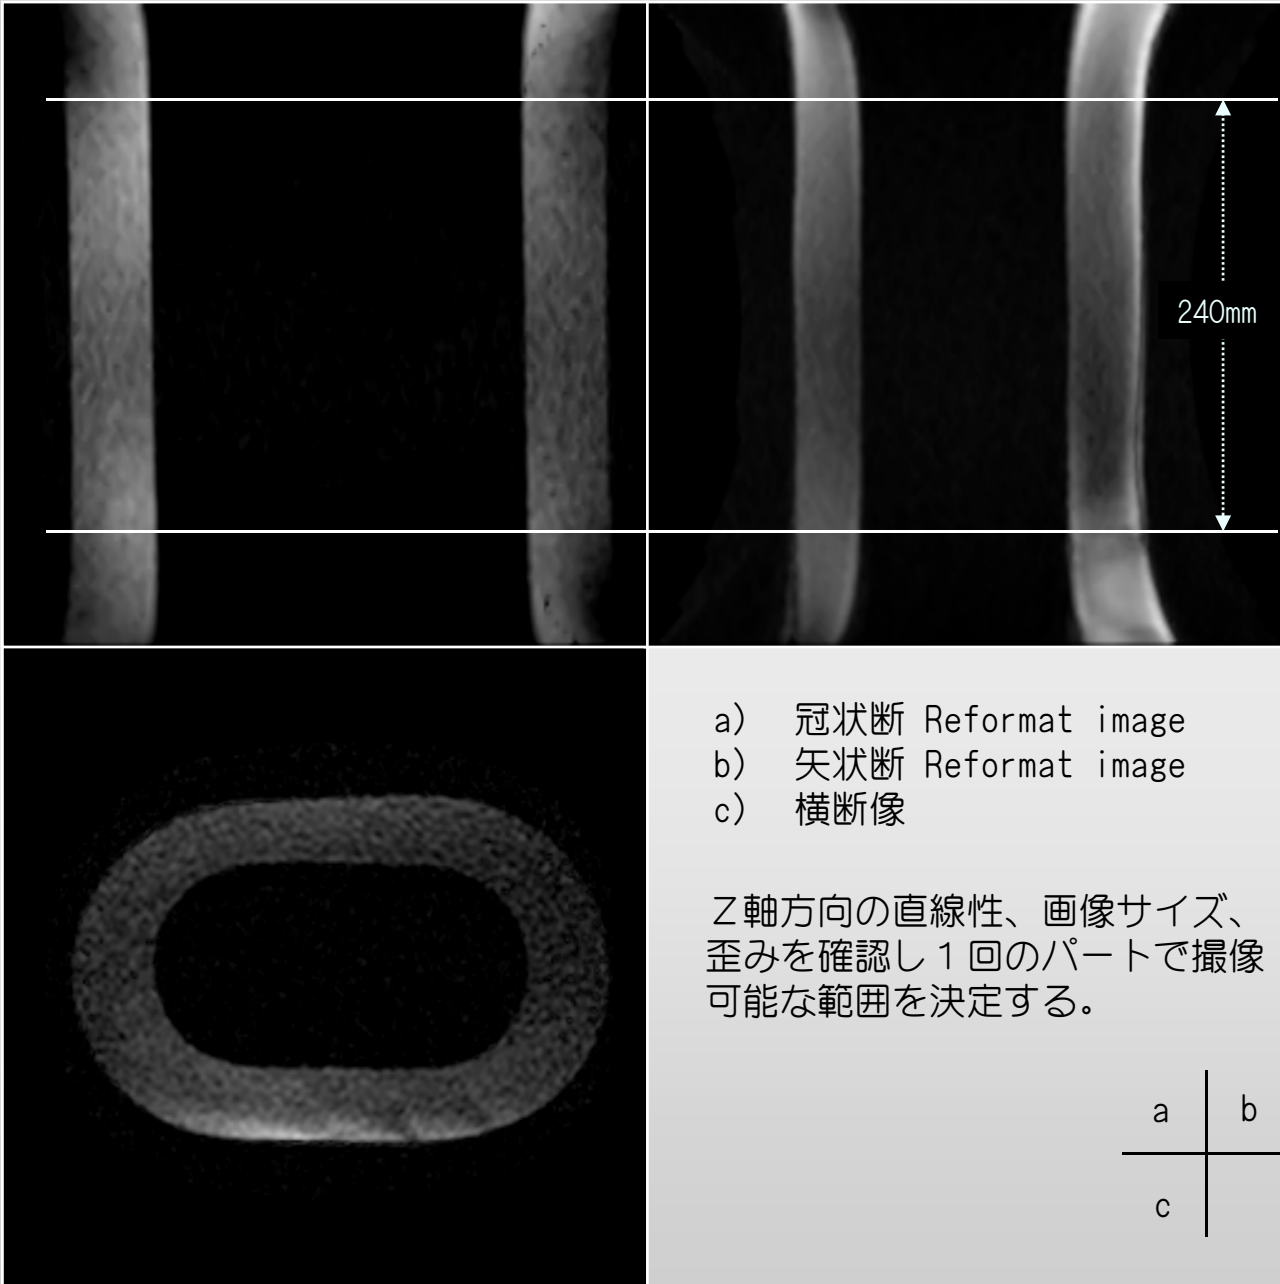 240mm
a)　冠状断 Reformat image
b)　矢状断 Reformat image
c)　横断像
Ｚ軸方向の直線性、画像サイズ、
歪みを確認し１回のパートで撮像
可能な範囲を決定する。
a b
c